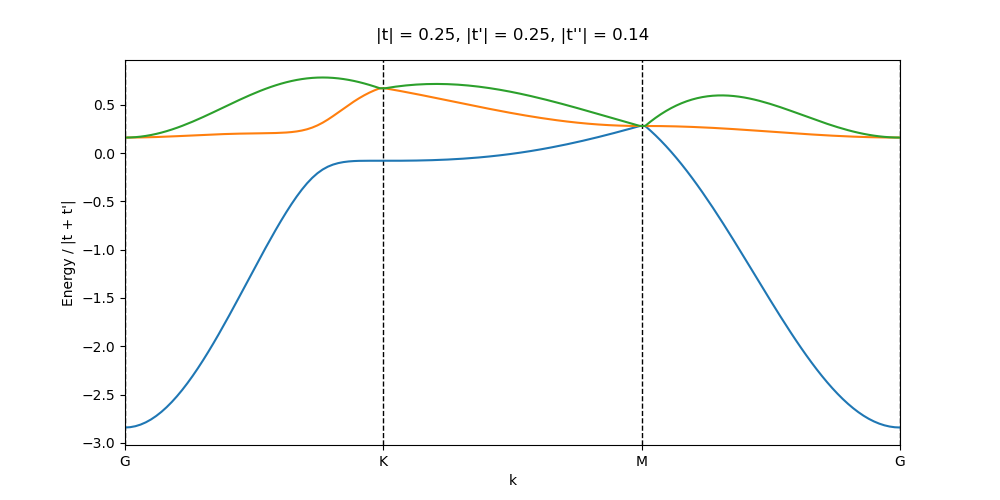 |t| = 0.25, |t'| = 0.25, |t''| = 0.14
Energy / |t + t'|
0.5
0.0
−0.5
−1.0
−1.5
−2.0
−2.5
−3.0
G K M G
k